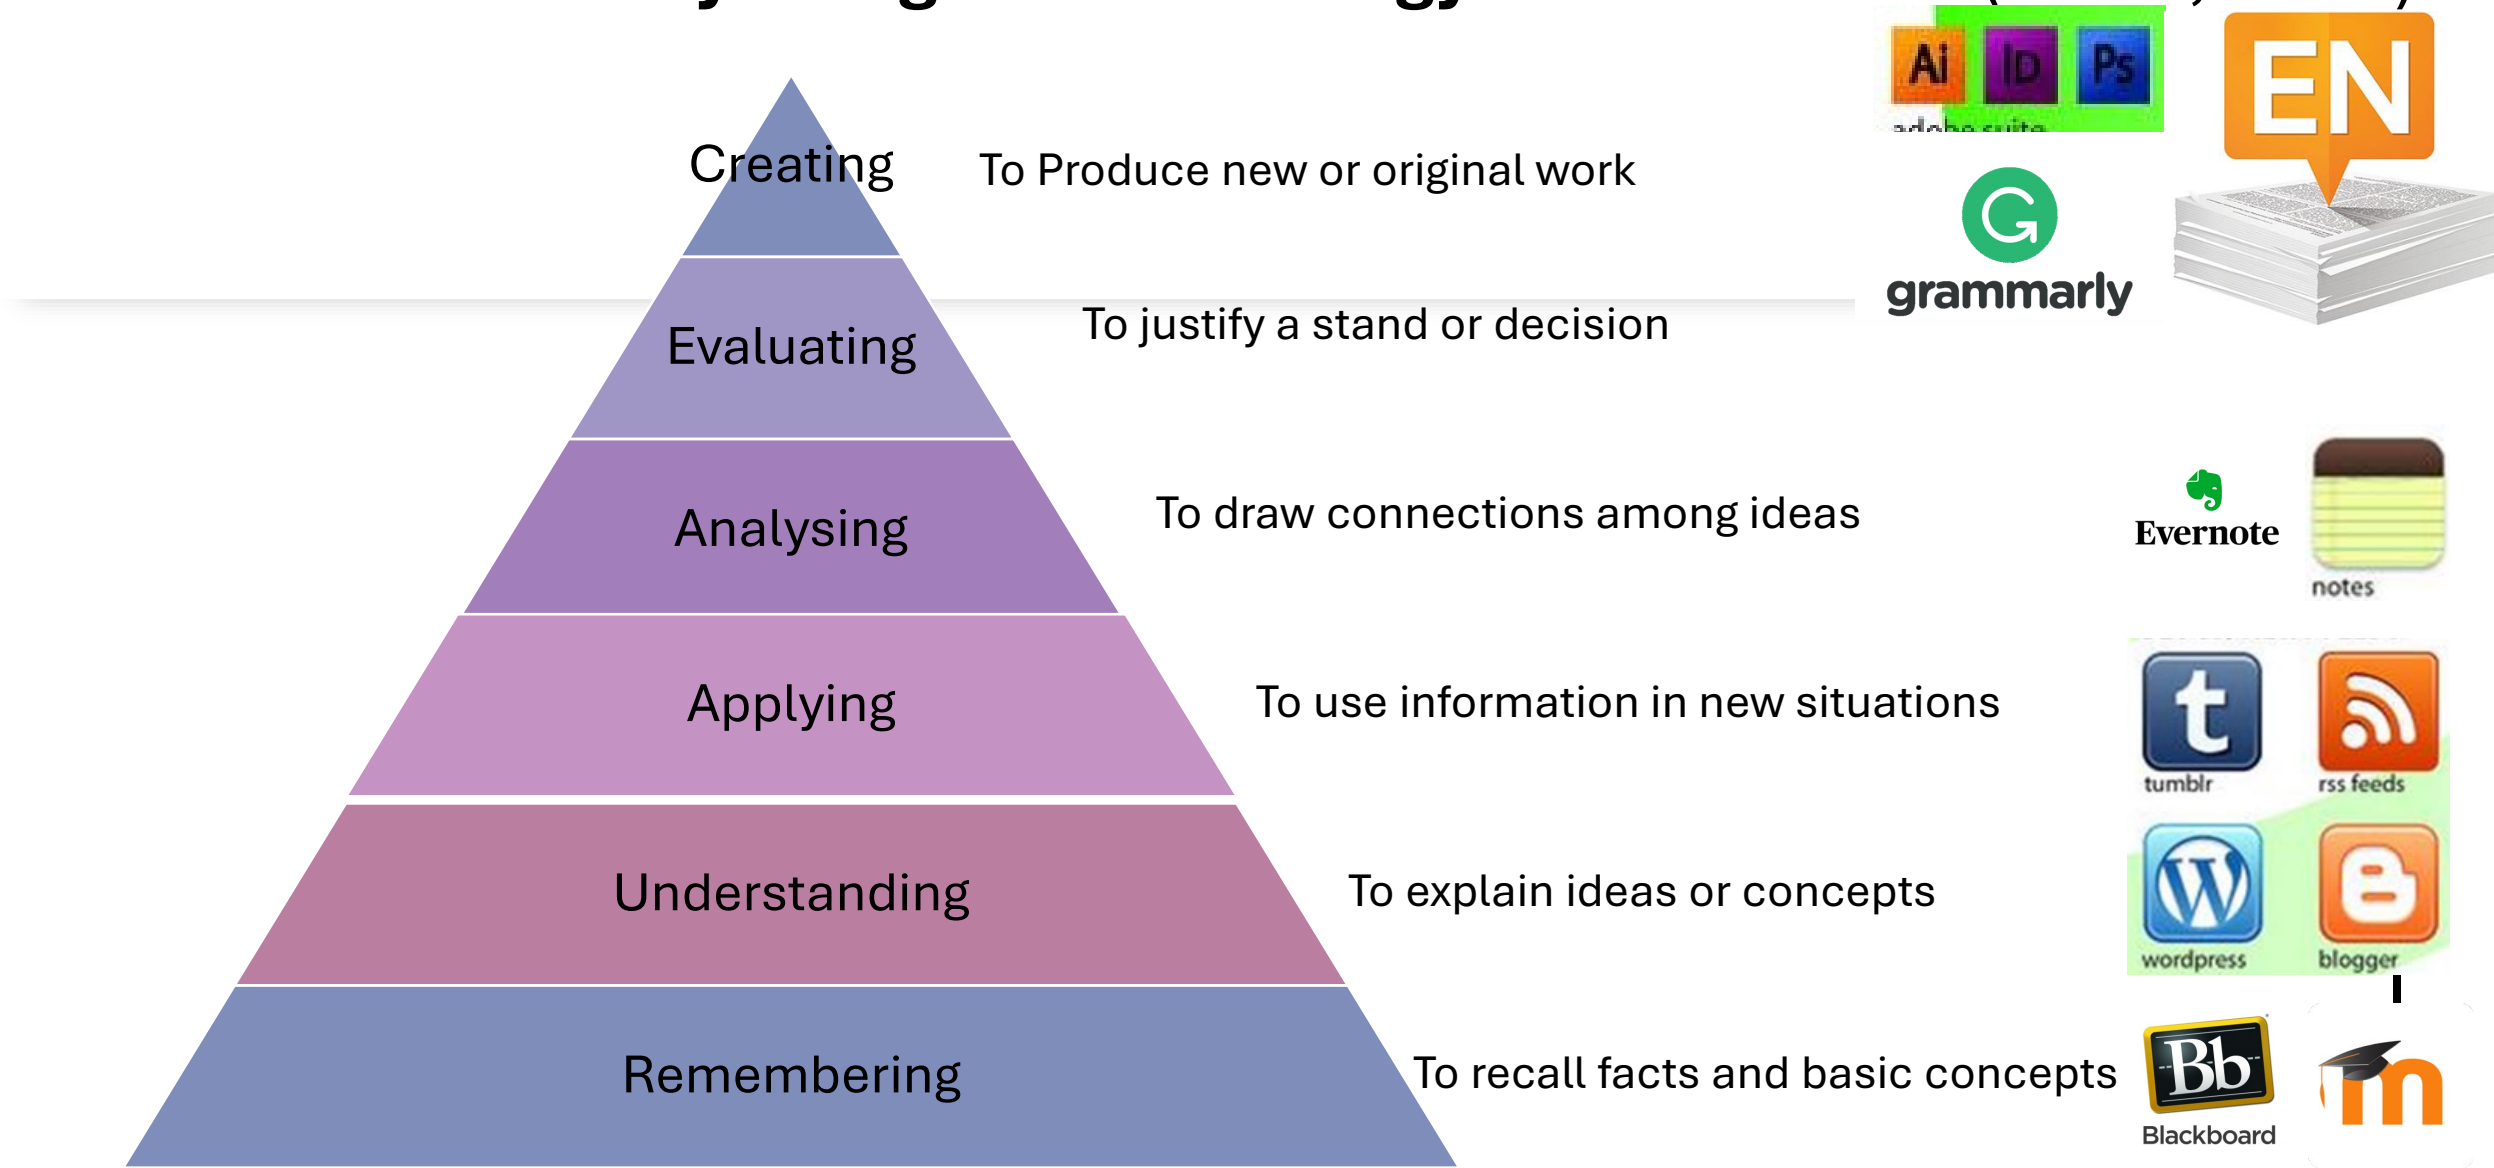 Ai ID Ps
adobe suite
EN
Creating
To Produce new or original work
grammarly
Evaluating
To justify a stand or decision
Analysing
To draw connections among ideas
Evernote
notes
Applying
To use information in new situations
tumblr
rss feeds
Understanding
To explain ideas or concepts
wordpress
blogger
Remembering
To recall facts and basic concepts
Bb
Blackboard
m